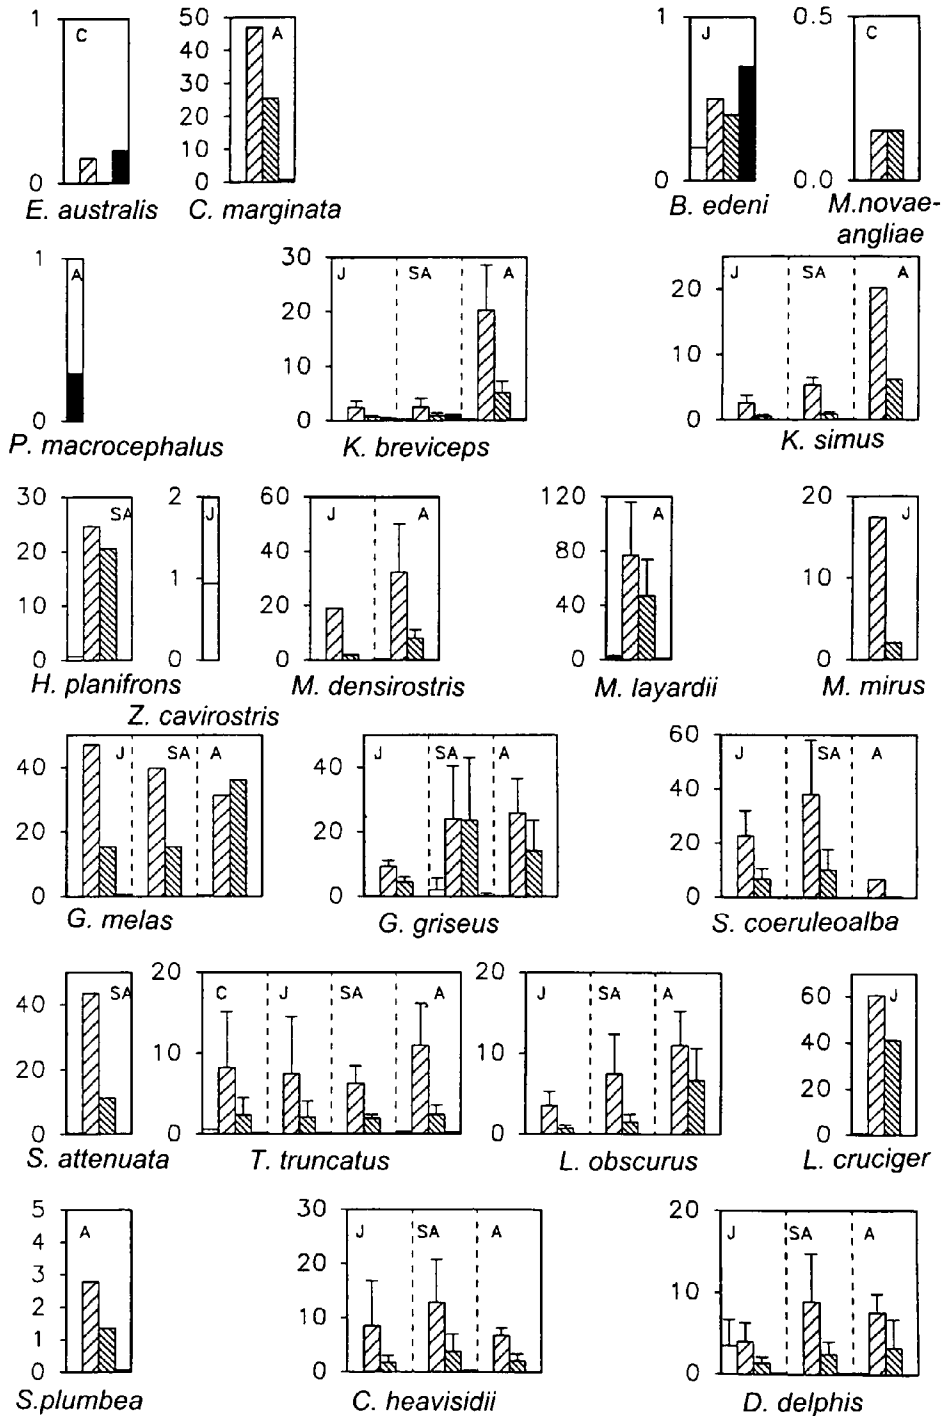 1
C
0
E. australis
50
40
30
20
10
0
A
C. marginata
1
J
0
B. edeni
0.5
C
0.0
M.novae-
angliae
1
A
0
P. macrocephalus
30
20
10
0
J SA A
K. breviceps
20
10
0
J SA A
K. simus
30
20
10
0
SA
H. planifrons
2
1
0
J
Z. cavirostris
60
40
20
0
J A
M. densirostris
120
80
40
0
A
M. layardii
20
10
0
J
M. mirus
40
20
0
J SA A
G. melas
40
20
0
J SA A
G. griseus
60
40
20
0
J SA A
S. coeruleoalba
40
20
0
SA
S. attenuata
20
10
0
C J SA A
T. truncatus
20
10
0
J SA A
L. obscurus
60
40
20
0
J
L. cruciger
5
4
3
2
1
0
A
S.plumbea
30
20
10
0
J SA A
C. heavisidii
20
10
0
J SA A
D. delphis